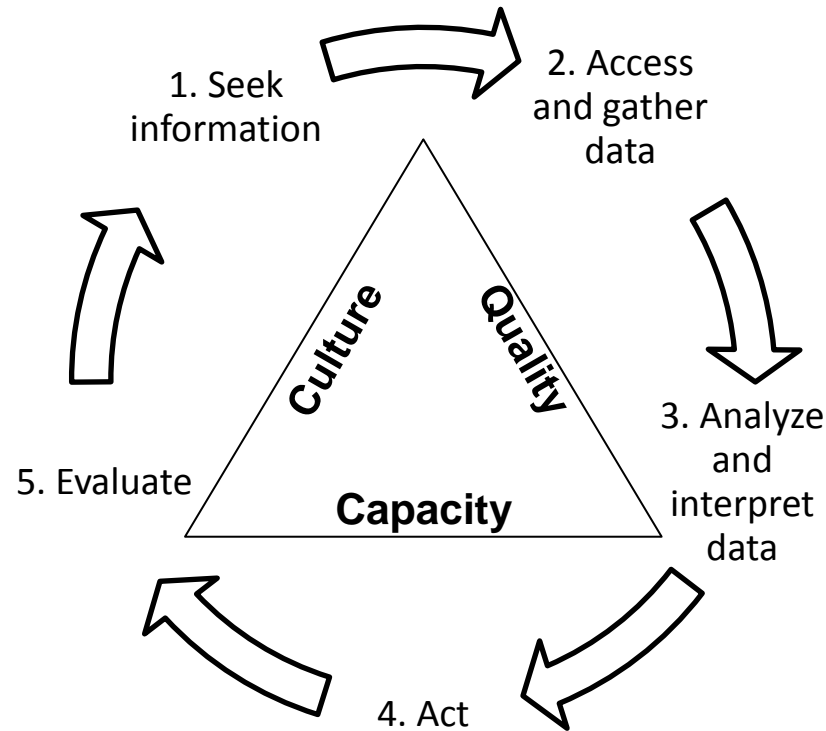 1. Seek
information
2. Access
and gather
data
Culture
Quality
3. Analyze
and
interpret
data
5. Evaluate
Capacity
4. Act